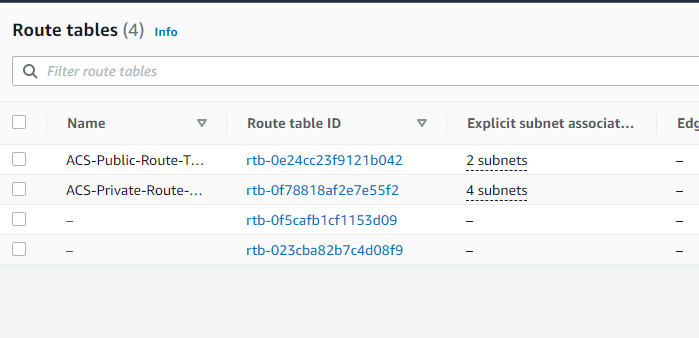 Route tables (4) Info
Filter route tables
Name Route table ID Explicit subnet associat... Edg
ACS-Public-Route-T... rtb-0e24cc23f9121b042 2 subnets –
ACS-Private-Route-... rtb-0f78818af2e7e55f2 4 subnets –
– rtb-0f5cafb1cf1153d09 – –
– rtb-023cba82b7c4d08f9 – –